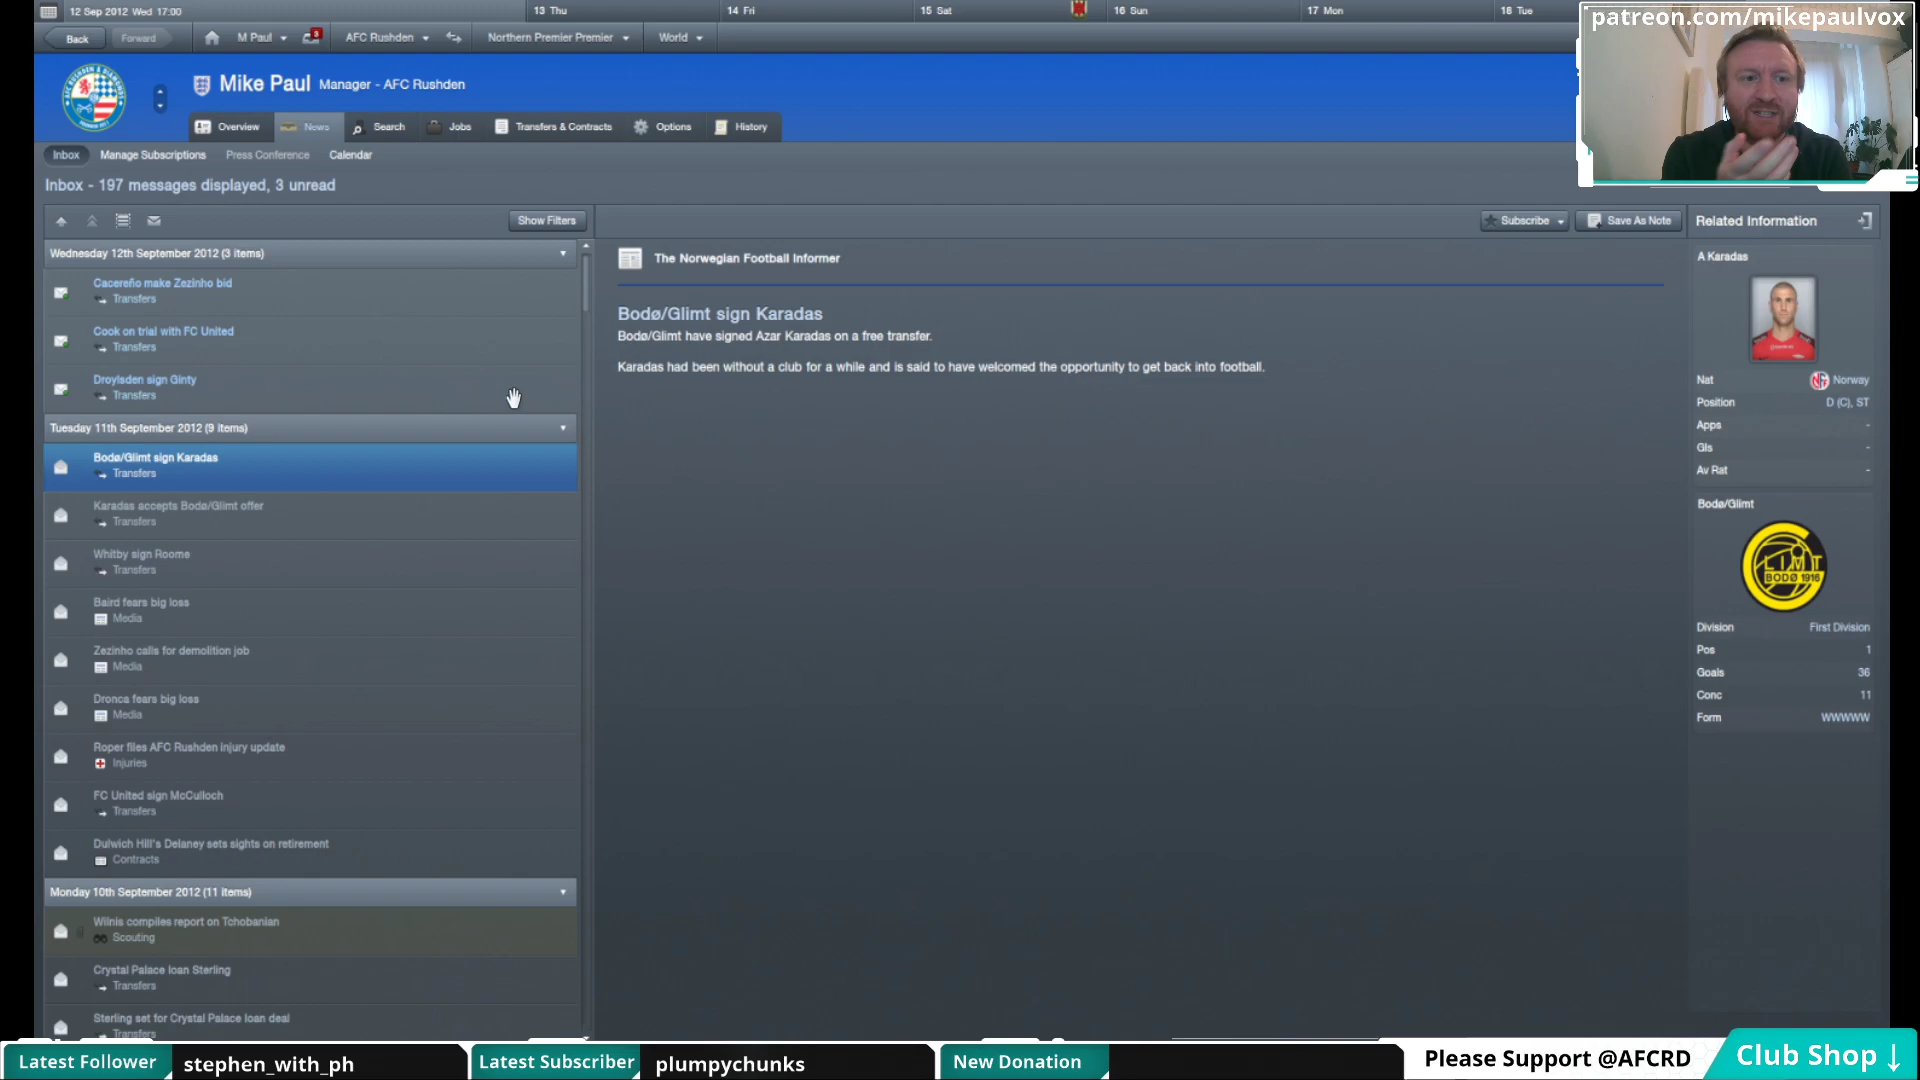 12 Sep 2012 Wed 17:00
13 Thu
14 Fri
15 Sat
16 Sun
17 Mon
18 Tue
patreon.com/mikepaulvox
Back
Forward
M Paul
3
AFC Rushden
Northern Premier Premier
World
Mike Paul Manager - AFC Rushden
Overview
News
Search
Jobs
Transfers & Contracts
Options
History
Inbox
Manage Subscriptions
Press Conference
Calendar
Inbox - 197 messages displayed, 3 unread
Show Filters
Wednesday 12th September 2012 (3 items)
Cacereño make Zezinho bid
Transfers
Cook on trial with FC United
Transfers
Droylsden sign Ginty
Transfers
Tuesday 11th September 2012 (9 items)
Bodø/Glimt sign Karadas
Transfers
Karadas accepts Bodø/Glimt offer
Transfers
Whitby sign Roome
Transfers
Baird fears big loss
Media
Zezinho calls for demolition job
Media
Dronca fears big loss
Media
Roper files AFC Rushden injury update
Injuries
FC United sign McCulloch
Transfers
Dulwich Hill's Delaney sets sights on retirement
Contracts
Monday 10th September 2012 (11 items)
Wilnis compiles report on Tchobanian
Scouting
Crystal Palace loan Sterling
Transfers
Sterling set for Crystal Palace loan deal
Transfers
Subscribe
Save As Note
The Norwegian Football Informer
Bodø/Glimt sign Karadas
Bodø/Glimt have signed Azar Karadas on a free transfer.
Karadas had been without a club for a while and is said to have welcomed the opportunity to get back into football.
Related Information
A Karadas
Nat Norway
Position D (C), ST
Apps -
Gls -
Av Rat -
Bodø/Glimt
GLIMT
BODØ 1916
Division First Division
Pos 1
Goals 36
Conc 11
Form WWWWW
Latest Follower
stephen_with_ph
Latest Subscriber
plumpychunks
New Donation
Please Support @AFCRD
Club Shop ↓